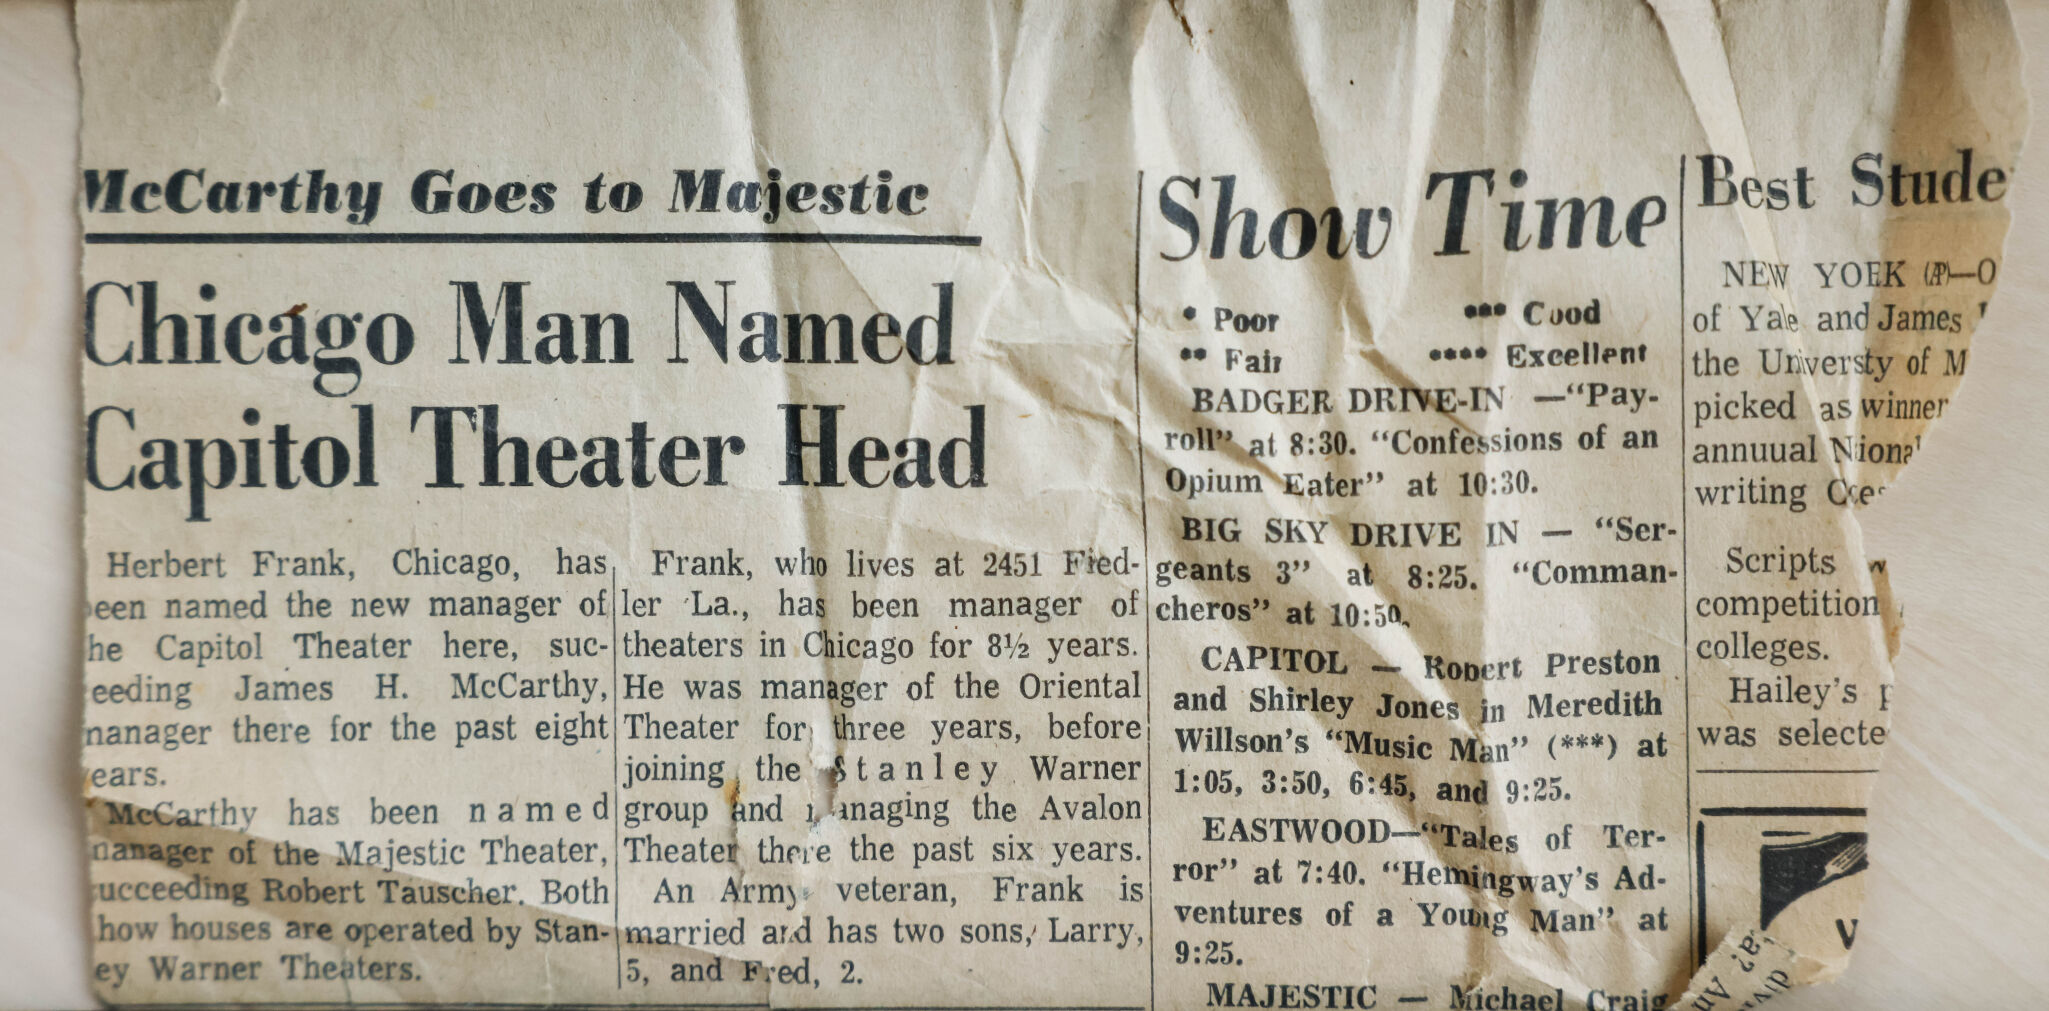 McCarthy Goes to Majestic
Chicago Man Named
Capitol Theater Head
Herbert Frank, Chicago, has
een named the new manager of
he Capitol Theater here, suc-
eeding James H. McCarthy,
manager there for the past eight
ears.
McCarthy has been named
manager of the Majestic Theater,
ucceeding Robert Tauscher. Both
how houses are operated by Stan-
ey Warner Theaters.
Frank, who lives at 2451 Fied-
ler La., has been manager of
theaters in Chicago for 8½ years.
He was manager of the Oriental
Theater for three years, before
joining the Stanley Warner
group and managing the Avalon
Theater there the past six years.
An Army veteran, Frank is
married and has two sons, Larry,
5, and Fred, 2.
Show Time
* Poor *** Good
** Fair **** Excellent
BADGER DRIVE-IN —“Pay-
roll” at 8:30. “Confessions of an
Opium Eater” at 10:30.
BIG SKY DRIVE IN — “Ser-
geants 3” at 8:25. “Comman-
cheros” at 10:50.
CAPITOL — Robert Preston
and Shirley Jones in Meredith
Willson's “Music Man” (***) at
1:05, 3:50, 6:45, and 9:25.
EASTWOOD—“Tales of Ter-
ror” at 7:40. “Hemingway's Ad-
ventures of a Young Man” at
9:25.
MAJESTIC — Michael Craig
Best Stude
NEW YORK (AP)—O
of Yale and James
the Universty of M
picked as winner
annuual
writing
Scripts w
competition
colleges.
Hailey's p
was selecte
V
a? An
divi